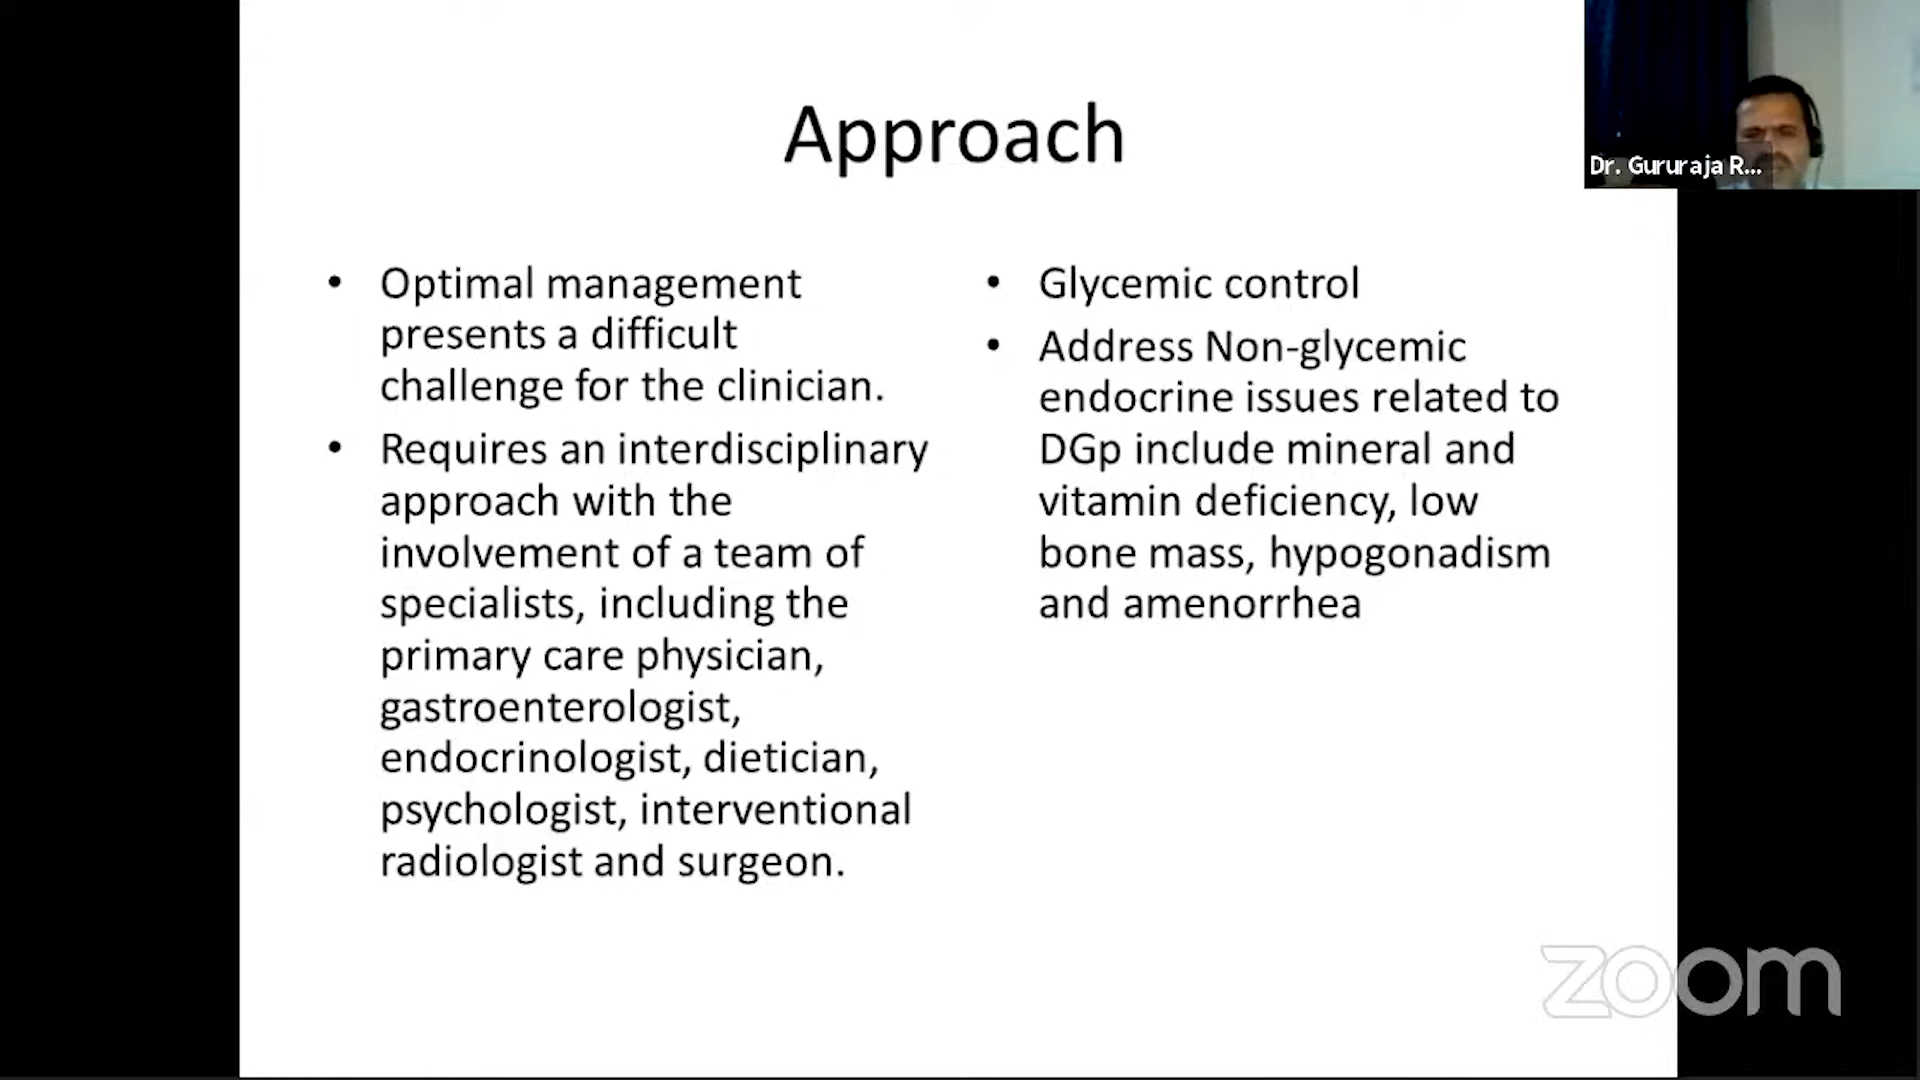 Approach
Dr. Gururaja R...
• Optimal management
presents a difficult
challenge for the clinician.
• Requires an interdisciplinary
approach with the
involvement of a team of
specialists, including the
primary care physician,
gastroenterologist,
endocrinologist, dietician,
psychologist, interventional
radiologist and surgeon.
• Glycemic control
• Address Non-glycemic
endocrine issues related to
DGp include mineral and
vitamin deficiency, low
bone mass, hypogonadism
and amenorrhea
zoom